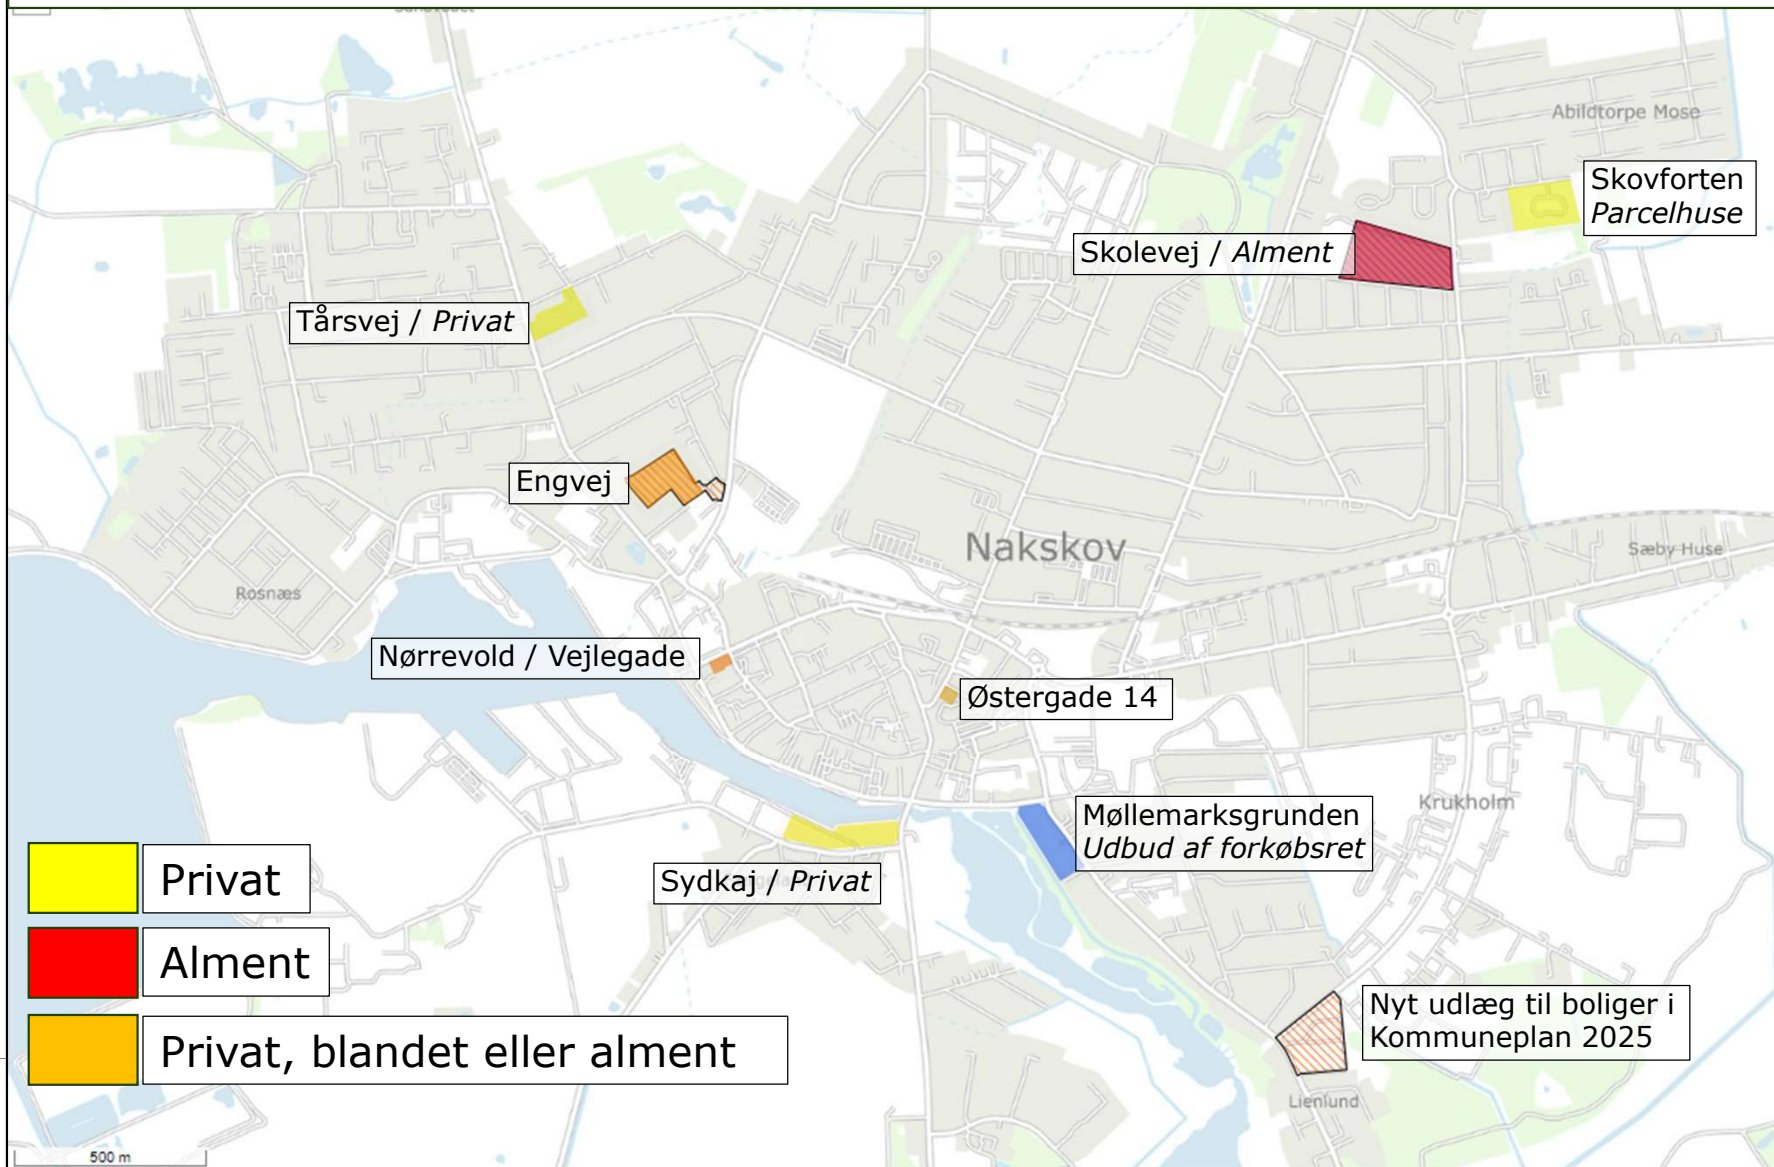 Abildtorpe Mose
Skovforten
Parcelhuse
Skolevej / Alment
Tårsvej / Privat
Engvej
Nakskov
Sæby Huse
Rosnæs
Nørrevold / Vejlegade
Østergade 14
Møllemarksgrunden
Udbud af forkøbsret
Krukholm
Sydkaj / Privat
Privat
Alment
Privat, blandet eller alment
Nyt udlæg til boliger i
Kommuneplan 2025
Lienlund
500 m